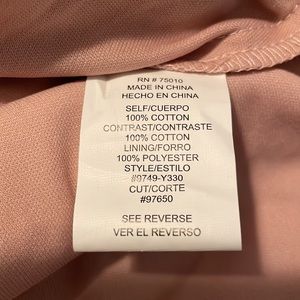 RN # 75010
MADE IN CHINA
HECHO EN CHINA
SELF/CUERPO
100% COTTON
CONTRAST/CONTRASTE
100% COTTON
LINING/FORRO
100% POLYESTER
STYLE/ESTILO
#9749-Y330
CUT/CORTE
#97650
SEE REVERSE
VER EL REVERSO